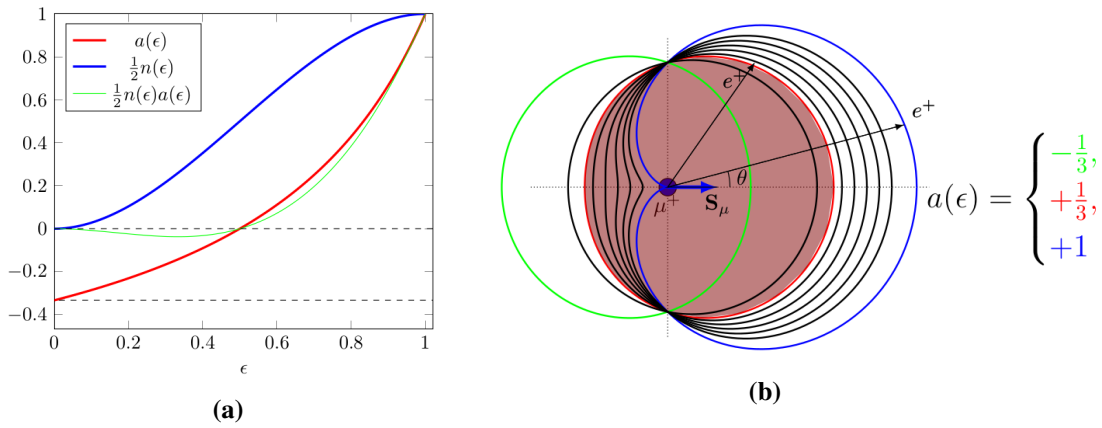 1
0.8
0.6
0.4
0.2
0
−0.2
−0.4
0 0.2 0.4 0.6 0.8 1
ϵ
a(ϵ)
½n(ϵ)
½n(ϵ)a(ϵ)
(a)
e⁺
e⁺
θ
μ⁺
S_μ
a(ϵ) = { −⅓,
+⅓,
+1
(b)